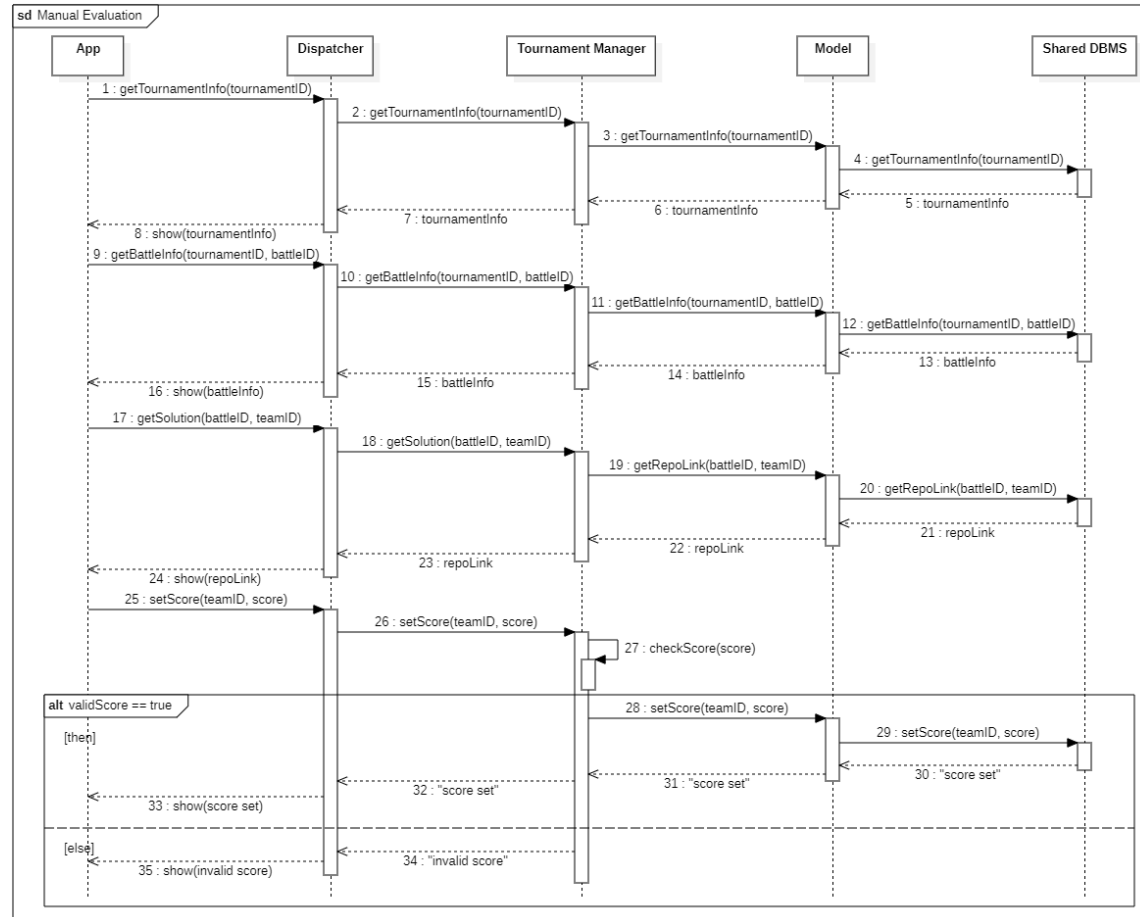 sd Manual Evaluation
App
Dispatcher
Tournament Manager
Model
Shared DBMS
1 : getTournamentInfo(tournamentID)
2 : getTournamentInfo(tournamentID)
3 : getTournamentInfo(tournamentID)
4 : getTournamentInfo(tournamentID)
5 : tournamentInfo
6 : tournamentInfo
7 : tournamentInfo
8 : show(tournamentInfo)
9 : getBattleInfo(tournamentID, battleID)
10 : getBattleInfo(tournamentID, battleID)
11 : getBattleInfo(tournamentID, battleID)
12 : getBattleInfo(tournamentID, battleID)
13 : battleInfo
14 : battleInfo
15 : battleInfo
16 : show(battleInfo)
17 : getSolution(battleID, teamID)
18 : getSolution(battleID, teamID)
19 : getRepoLink(battleID, teamID)
20 : getRepoLink(battleID, teamID)
21 : repoLink
22 : repoLink
23 : repoLink
24 : show(repoLink)
25 : setScore(teamID, score)
26 : setScore(teamID, score)
27 : checkScore(score)
alt validScore == true
28 : setScore(teamID, score)
[then]
29 : setScore(teamID, score)
30 : "score set"
31 : "score set"
32 : "score set"
33 : show(score set)
[else]
34 : "invalid score"
35 : show(invalid score)